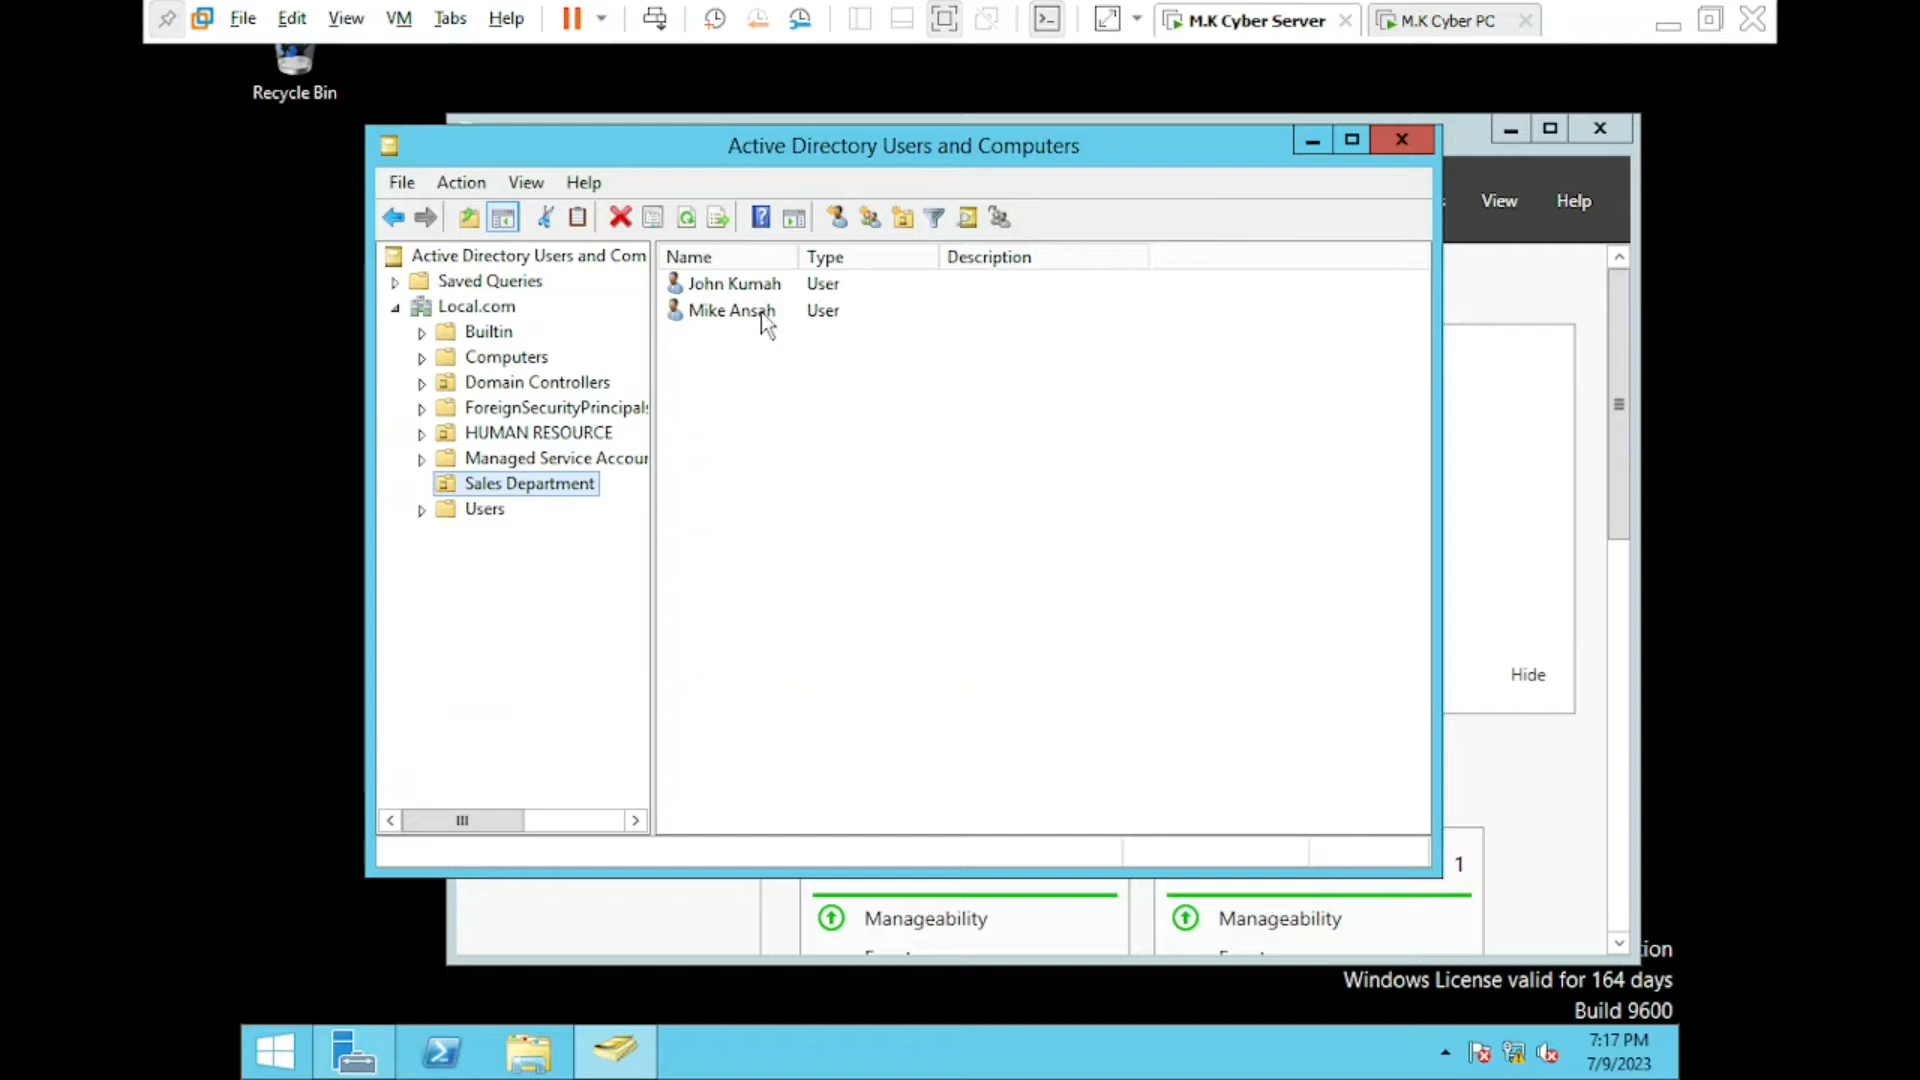 File Edit View VM Tabs Help
M.K Cyber Server
M.K Cyber PC
Recycle Bin
Active Directory Users and Computers
View Help
File Action View Help
Active Directory Users and Com
Saved Queries
Local.com
Builtin
Computers
Domain Controllers
ForeignSecurityPrincipals
HUMAN RESOURCE
Managed Service Accour
Sales Department
Users
Name Type Description
John Kumah User
Mike Ansah User
Hide
1
Manageability
Manageability
Windows License valid for 164 days
Build 9600
7:17 PM
7/9/2023